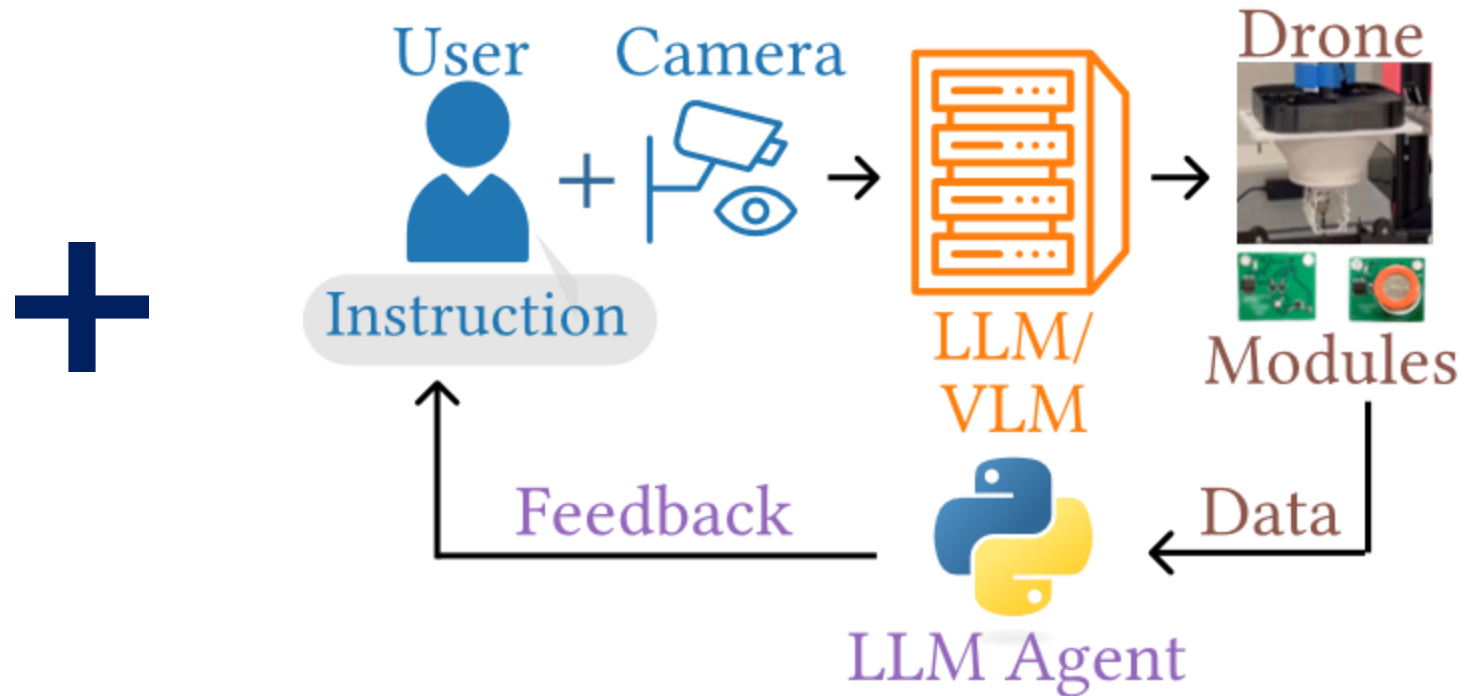 User
Camera
Drone
Instruction
LLM/
VLM
Modules
Feedback
Data
LLM Agent